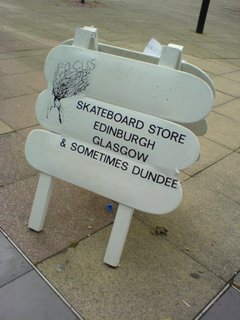 FOCUS
SKATEBOARD STORE
EDINBURGH
GLASGOW
& SOMETIMES DUNDEE